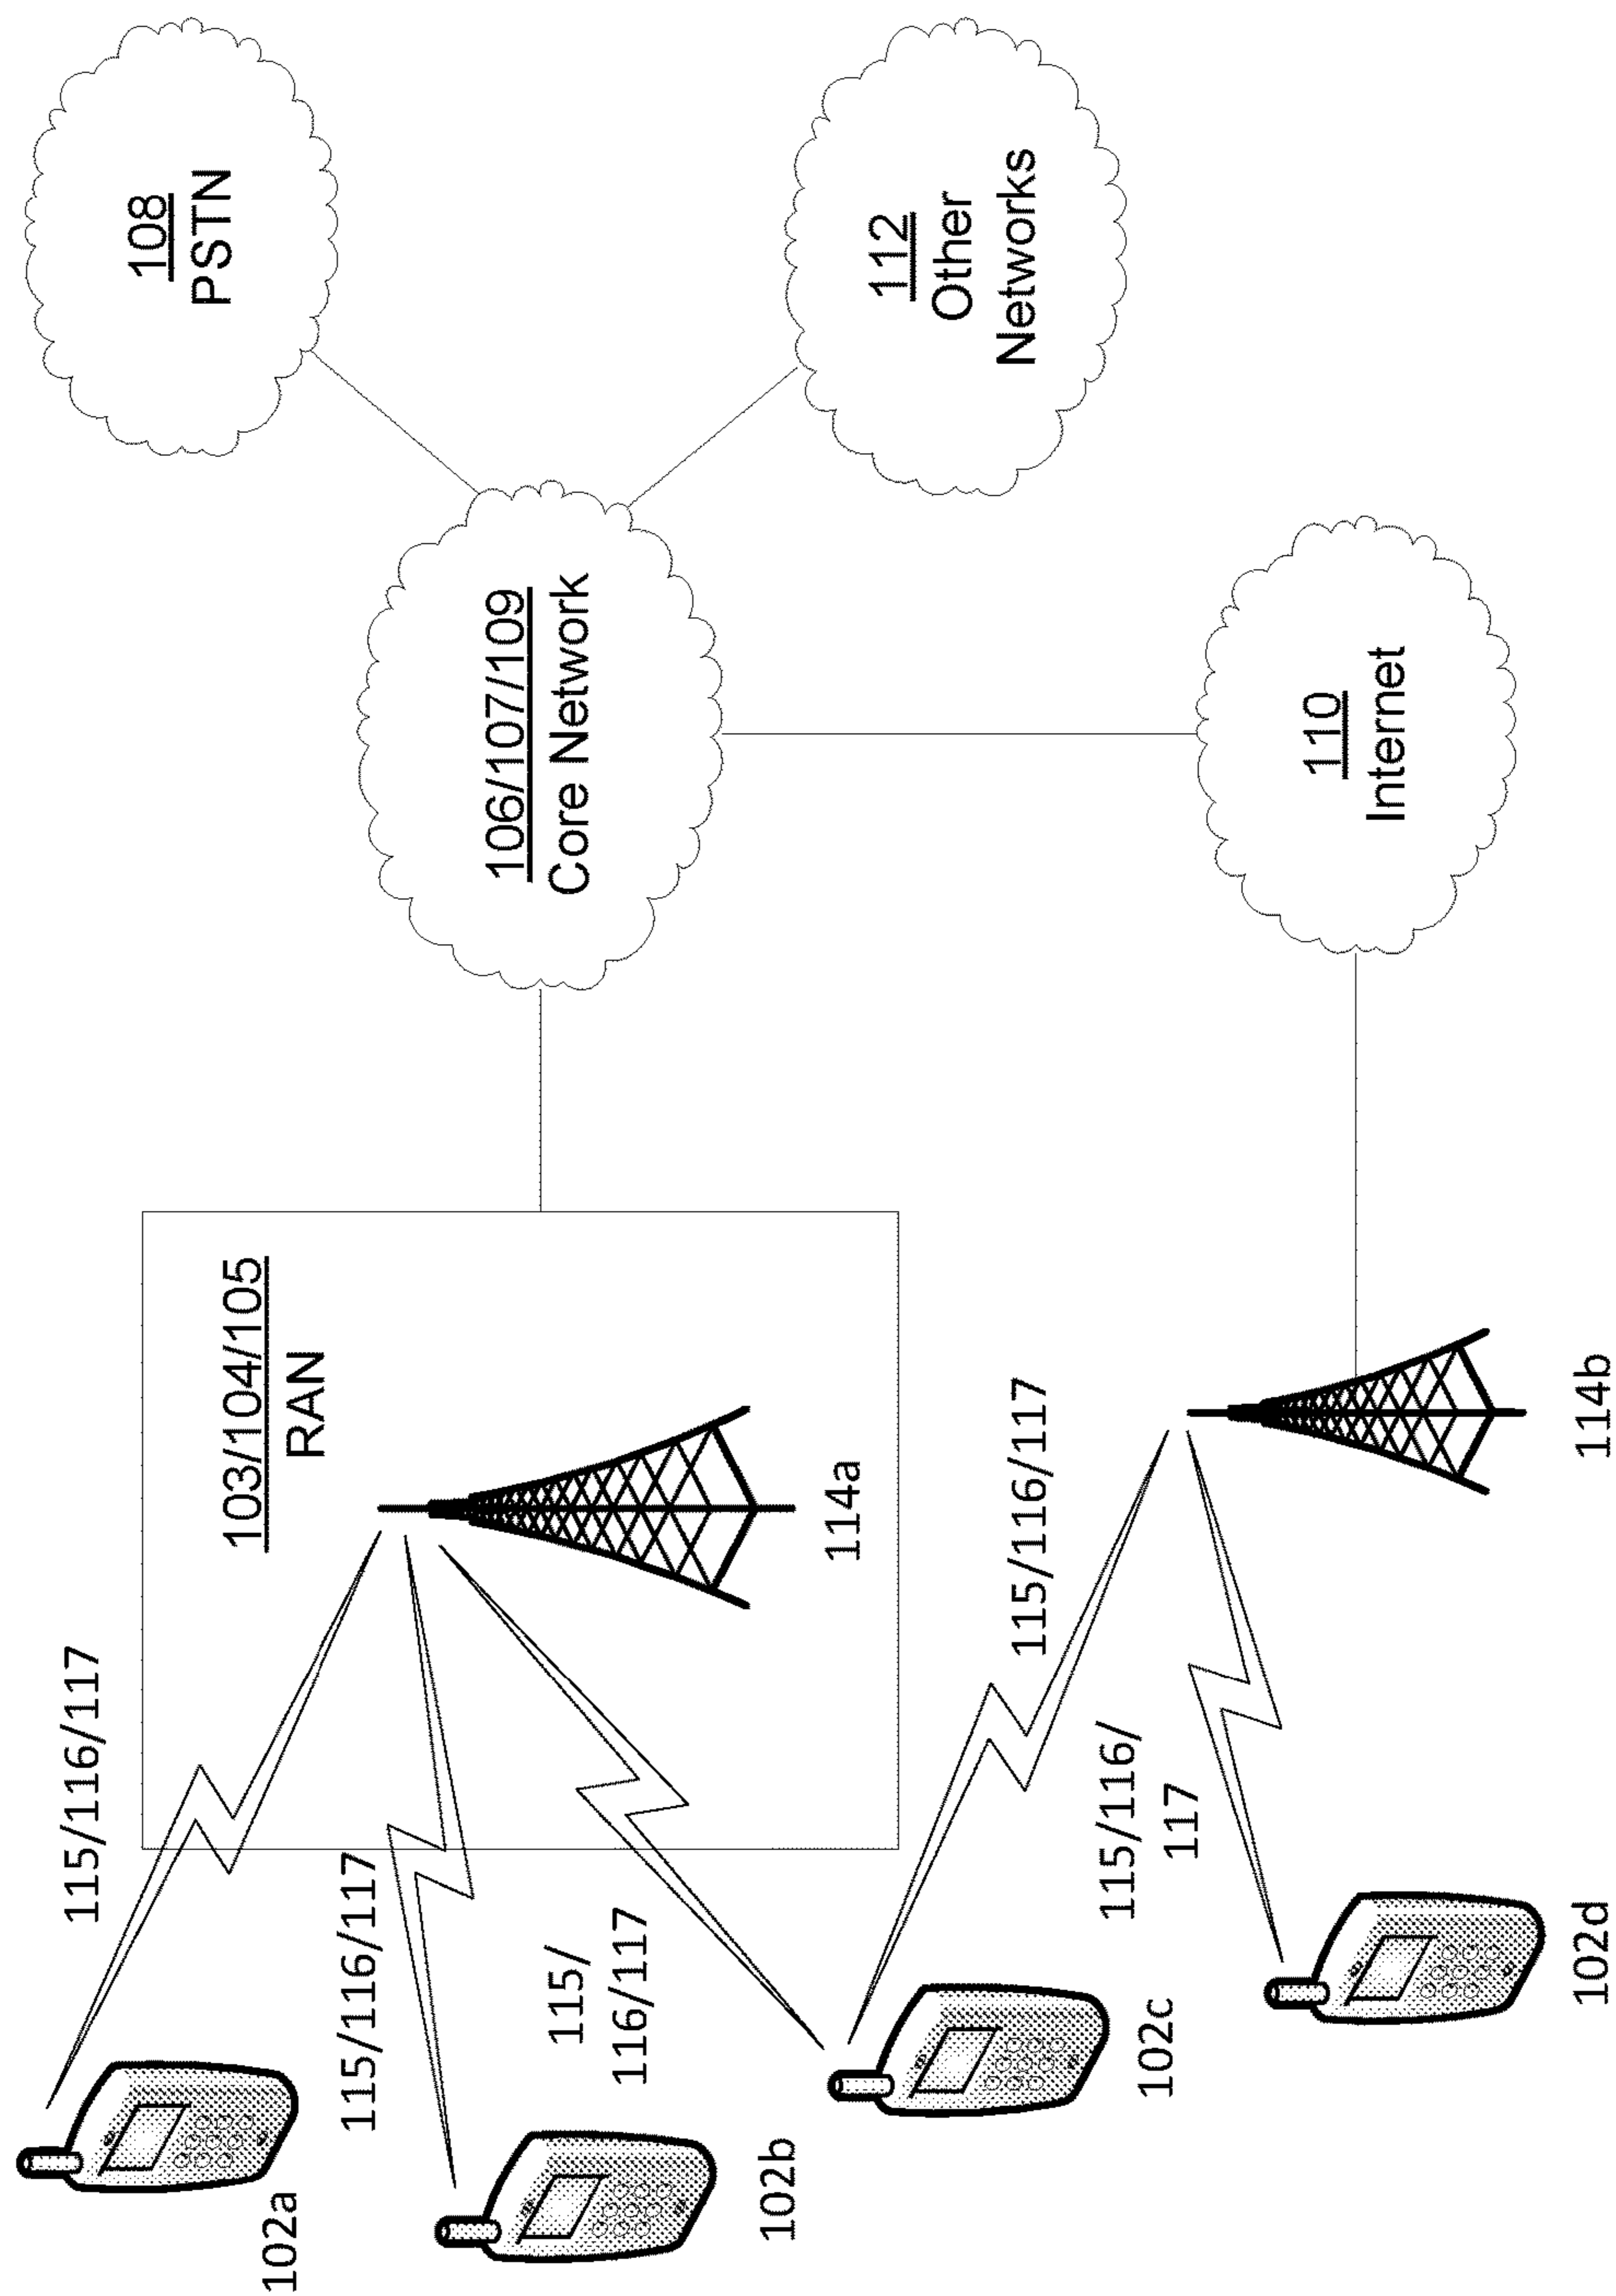 102a
115/116/117
103/104/105
RAN
108
PSTN
115/116/117
102b
106/107/109
Core Network
115/
116/117
114a
112
Other
Networks
102c
115/116/117
115/116/
117
110
Internet
102d
114b